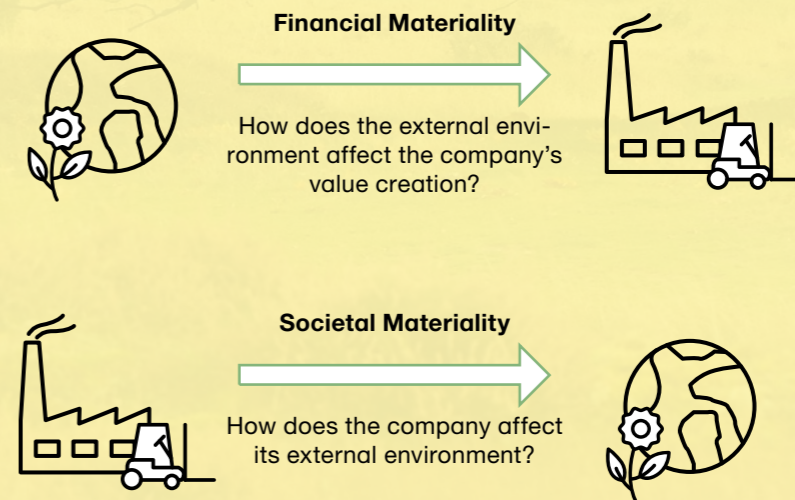 Financial Materiality
How does the external envi-
ronment affect the company's
value creation?
Societal Materiality
How does the company affect
its external environment?